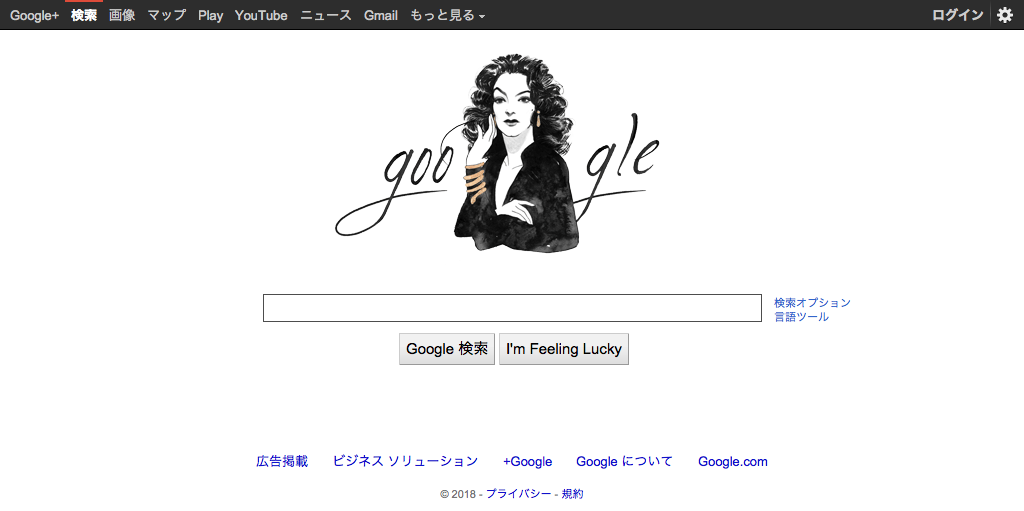 Google+ 検索 画像 マップ Play YouTube ニュース Gmail もっと見る ログイン
google
検索オプション
言語ツール
Google 検索 I'm Feeling Lucky
広告掲載 ビジネス ソリューション +Google Google について Google.com
© 2018 - プライバシー - 規約